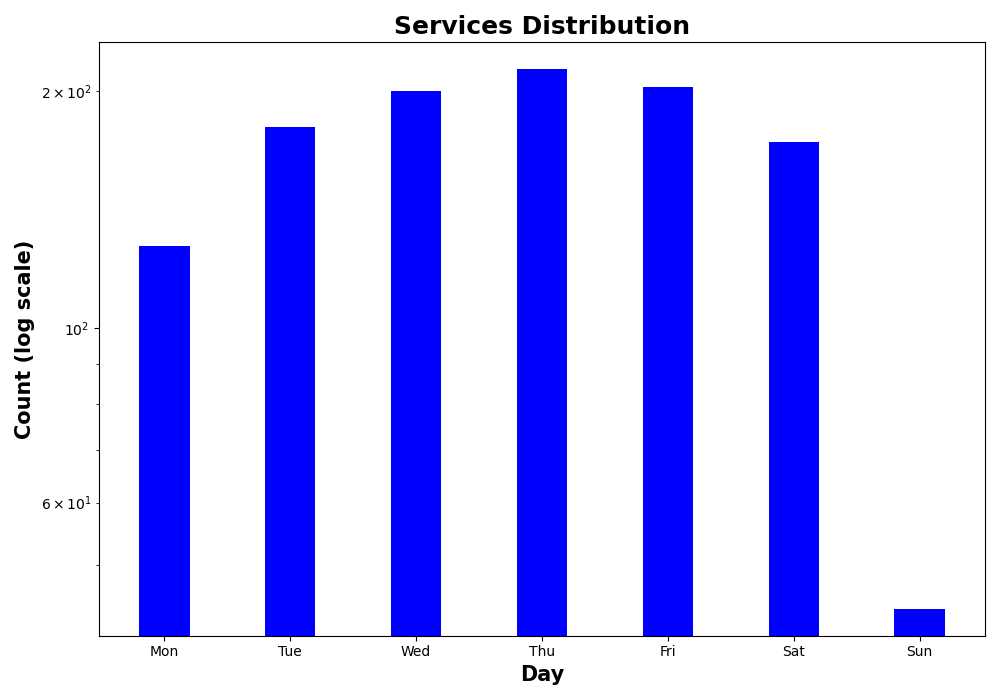 Services Distribution
2 × 10²
10²
6 × 10¹
Count (log scale)
Mon Tue Wed Thu Fri Sat Sun
Day